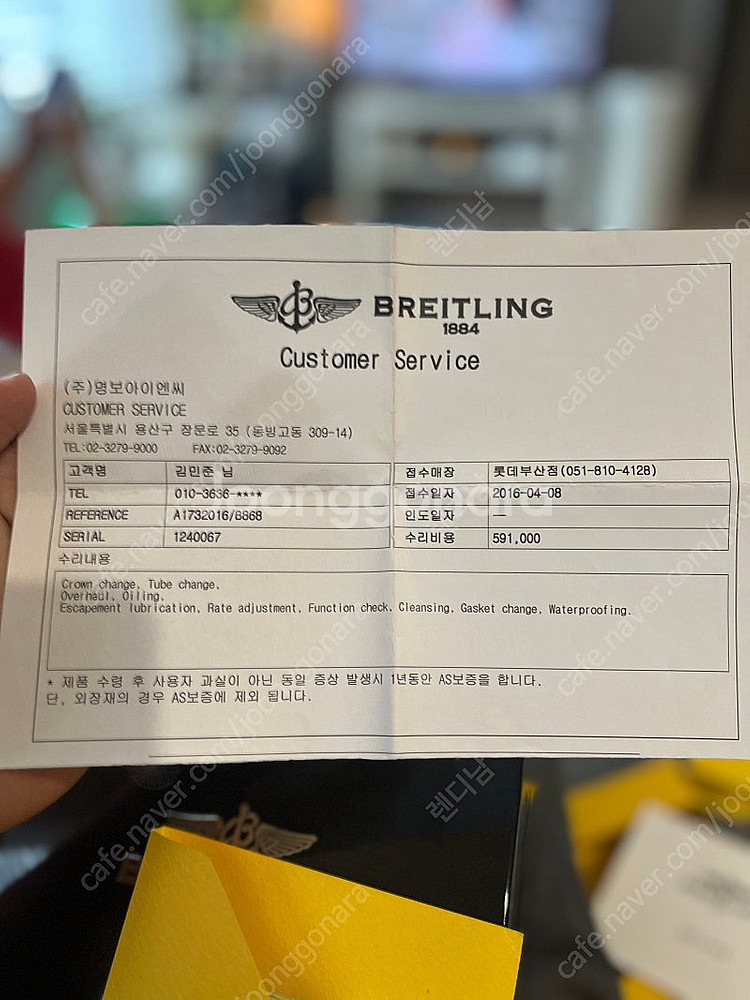 BREITLING
1884
Customer Service
(주)명보아이엔씨
CUSTOMER SERVICE
서울특별시 용산구 장문로 35 (동빙고동 309-14)
TEL:02-3279-9000 FAX:02-3279-9092
고객명 김민준 님 접수매장 롯데부산점(051-810-4128)
TEL 010-3636-**** 접수일자 2016-04-08
REFERENCE A1732016/B868 인도일자 —
SERIAL 1240067 수리비용 591,000
수리내용
Crown change, Tube change,
Overhaul, Oiling,
Escapement lubrication, Rate adjustment, Function check, Cleansing, Gasket change, Waterproofing.
* 제품 수령 후 사용자 과실이 아닌 동일 증상 발생시 1년동안 AS보증을 합니다.
단, 외장재의 경우 AS보증에 제외 됩니다.
joonggonara
cafe.naver.com/joonggonara
렌디남